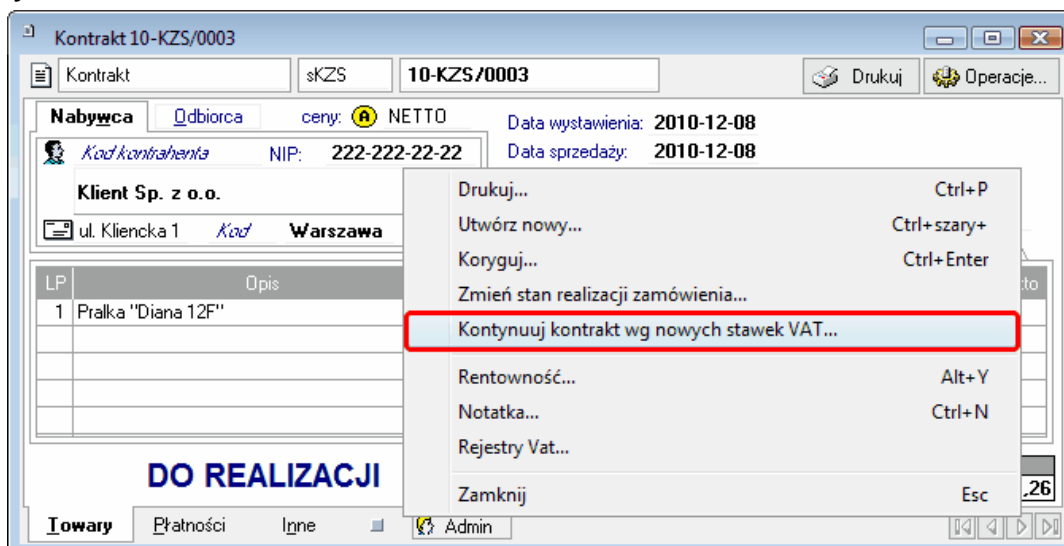 Kontrakt 10-KZS/0003
Kontrakt sKZS 10-KZS/0003 Drukuj Operacje...
Nabywca Odbiorca ceny: A NETTO Data wystawienia: 2010-12-08
Kod kontrahenta NIP: 222-222-22-22 Data sprzedaży: 2010-12-08
Klient Sp. z o.o.
ul. Kliencka 1 Kod Warszawa
Drukuj... Ctrl+P
Utwórz nowy... Ctrl+szary+
Koryguj... Ctrl+Enter
Zmień stan realizacji zamówienia...
Kontynuuj kontrakt wg nowych stawek VAT...
Rentowność... Alt+Y
Notatka... Ctrl+N
Rejestry Vat...
Zamknij Esc
LP Opis
1 Pralka "Diana 12F"
DO REALIZACJI ,26
Towary Płatności Inne Admin